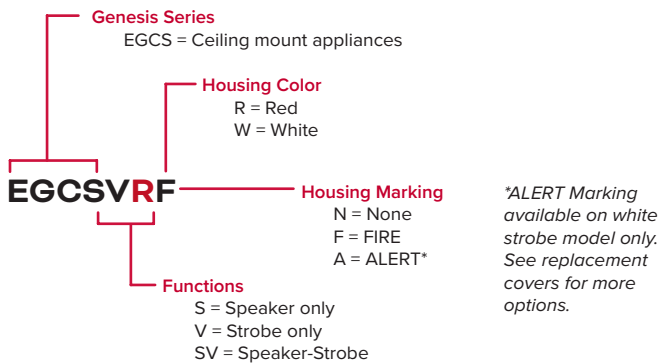 Genesis Series
EGCS = Ceiling mount appliances
Housing Color
R = Red
W = White
EGCSVRF
Housing Marking
N = None
F = FIRE
A = ALERT*
*ALERT Marking
available on white
strobe model only.
See replacement
covers for more
options.
Functions
S = Speaker only
V = Strobe only
SV = Speaker-Strobe